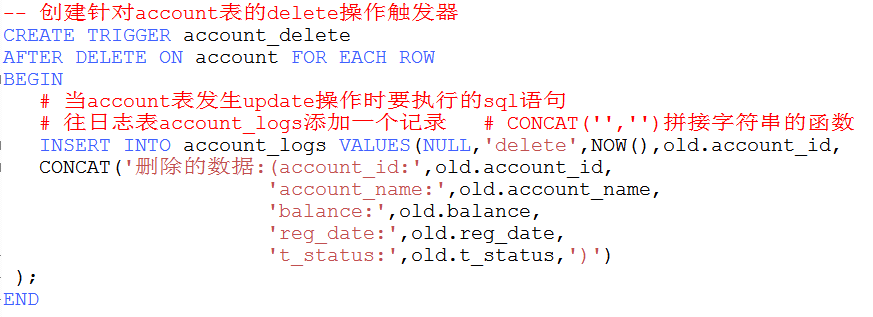 -- 创建针对account表的delete操作触发器
CREATE TRIGGER account_delete
AFTER DELETE ON account FOR EACH ROW
BEGIN
# 当account表发生update操作时要执行的sql语句
# 往日志表account_logs添加一个记录 # CONCAT('','')拼接字符串的函数
INSERT INTO account_logs VALUES(NULL,'delete',NOW(),old.account_id,
CONCAT('删除的数据:(account_id:',old.account_id,
'account_name:',old.account_name,
'balance:',old.balance,
'reg_date:',old.reg_date,
't_status:',old.t_status,')')
);
END